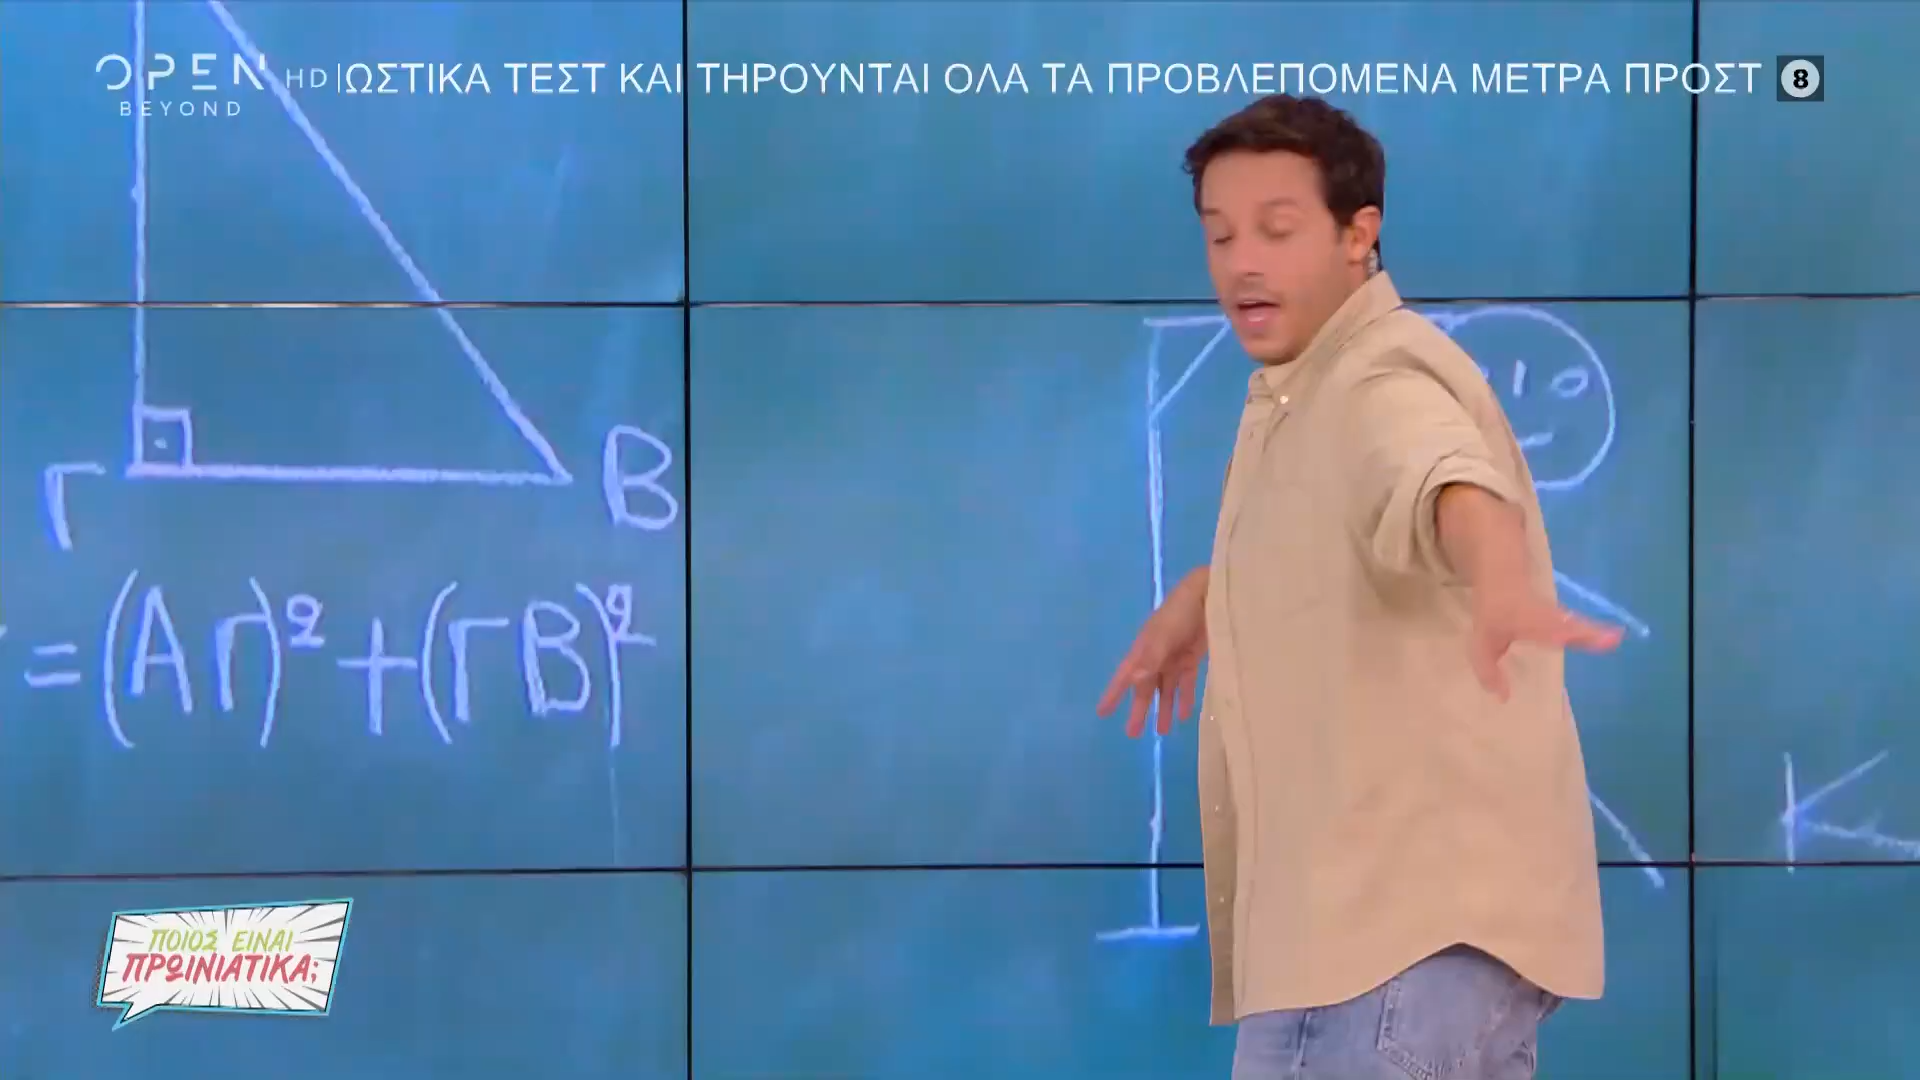 OPEN HD
BEYOND
ΩΣΤΙΚΑ ΤΕΣΤ ΚΑΙ ΤΗΡΟΥΝΤΑΙ ΟΛΑ ΤΑ ΠΡΟΒΛΕΠΟΜΕΝΑ ΜΕΤΡΑ ΠΡΟΣΤ
8
Γ
Β
= (ΑΓ)² + (ΓΒ)²
Κ
ΠΟΙΟΣ ΕΙΝΑΙ
ΠΡΩΙΝΙΑΤΙΚΑ;